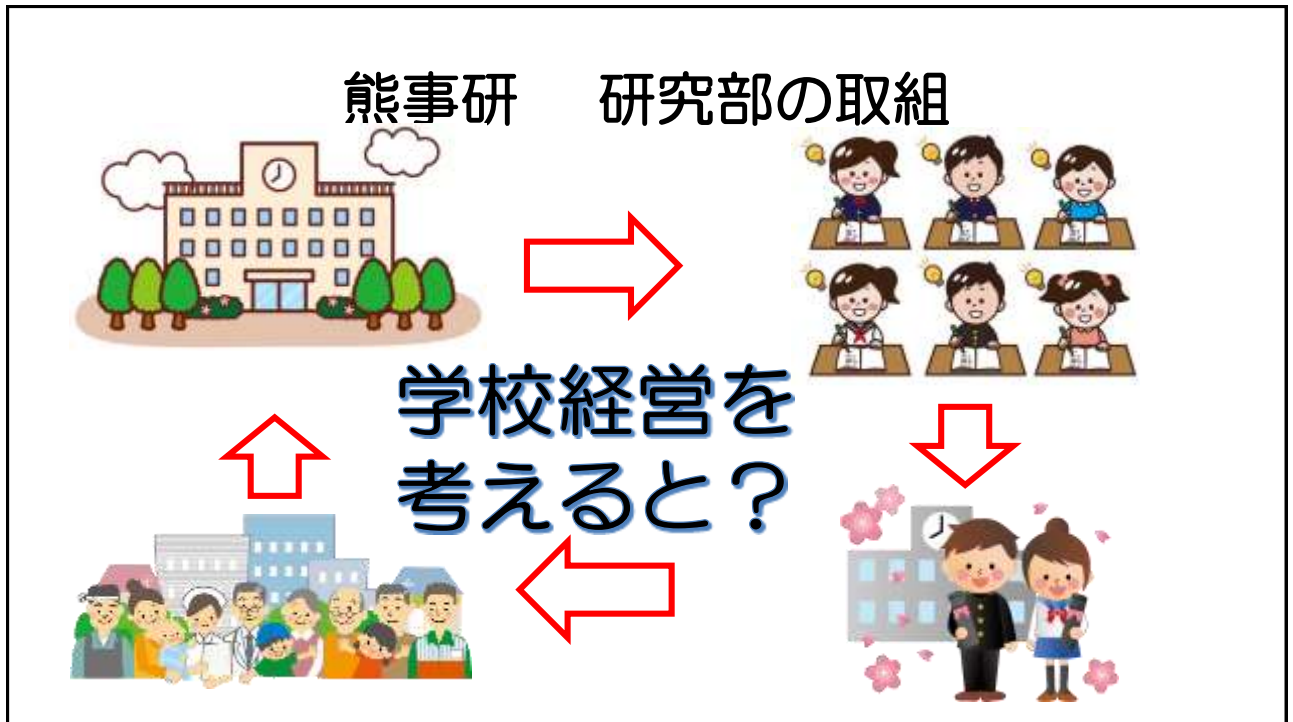 熊事研　研究部の取組
学校経営を
考えると？